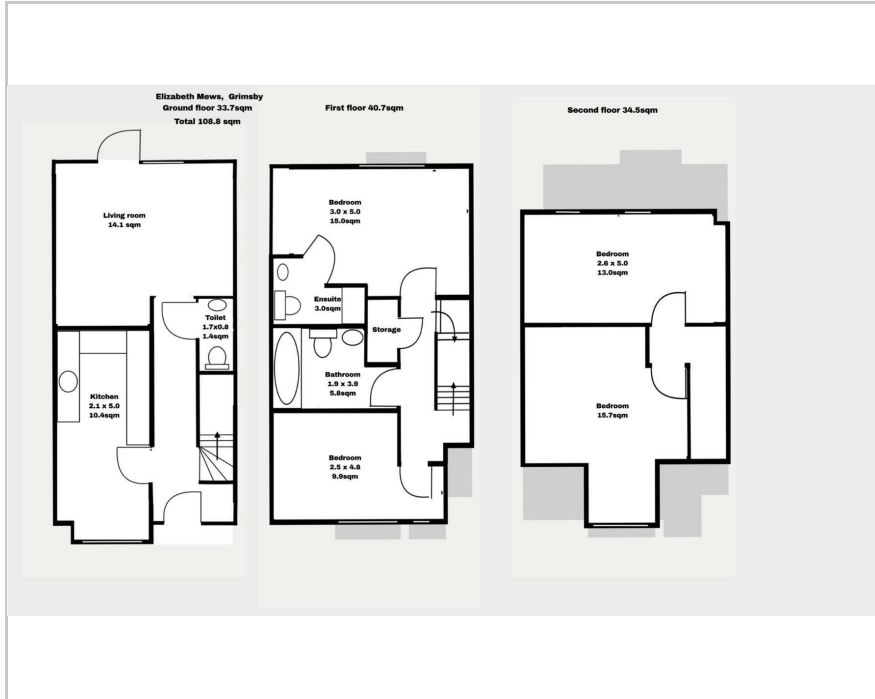 Elizabeth Mews, Grimsby
Ground floor 33.7sqm
Total 108.8 sqm
First floor 40.7sqm
Second floor 34.5sqm
Living room
14.1 sqm
Toilet
1.7x0.8
1.4sqm
Kitchen
2.1 x 5.0
10.4sqm
Bedroom
3.0 x 5.0
15.0sqm
Ensuite
3.0sqm
Storage
Bathroom
1.9 x 3.9
5.8sqm
Bedroom
2.5 x 4.8
9.9sqm
Bedroom
2.6 x 5.0
13.0sqm
Bedroom
15.7sqm